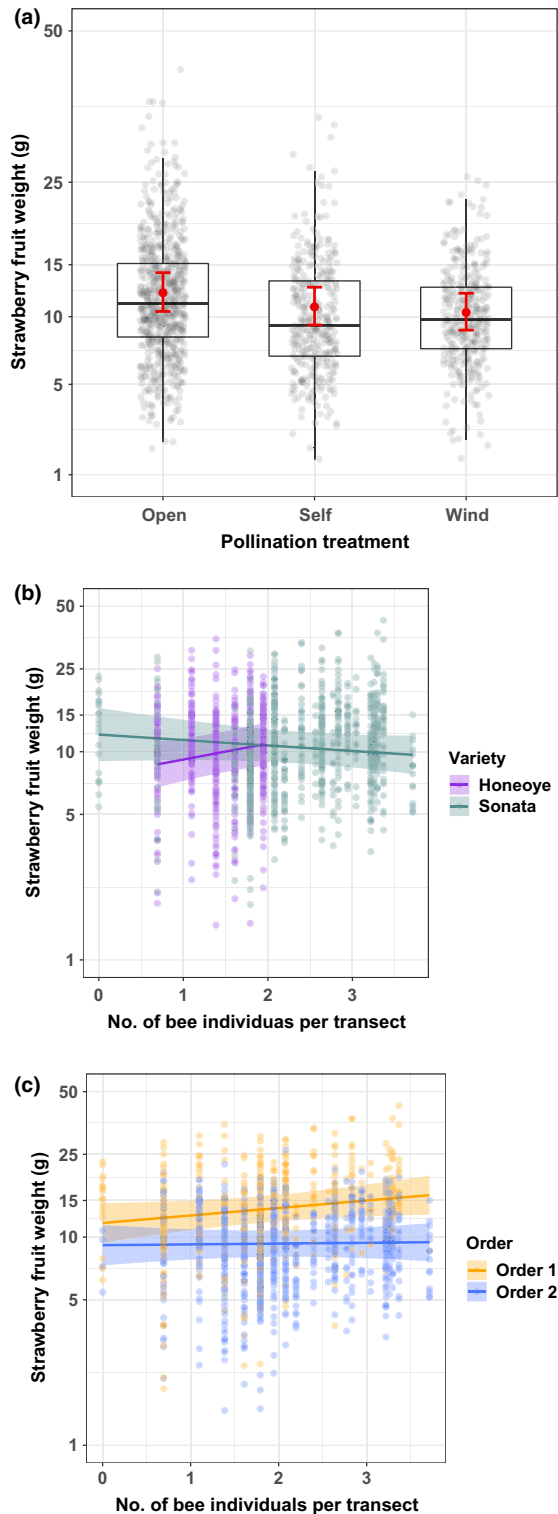 (a)
50
25
15
10
5
1
Strawberry fruit weight (g)
Open Self Wind
Pollination treatment
(b)
50
25
15
10
5
1
Strawberry fruit weight (g)
0 1 2 3
No. of bee individuas per transect
Variety
Honeoye
Sonata
(c)
50
25
15
10
5
1
Strawberry fruit weight (g)
0 1 2 3
No. of bee individuals per transect
Order
Order 1
Order 2